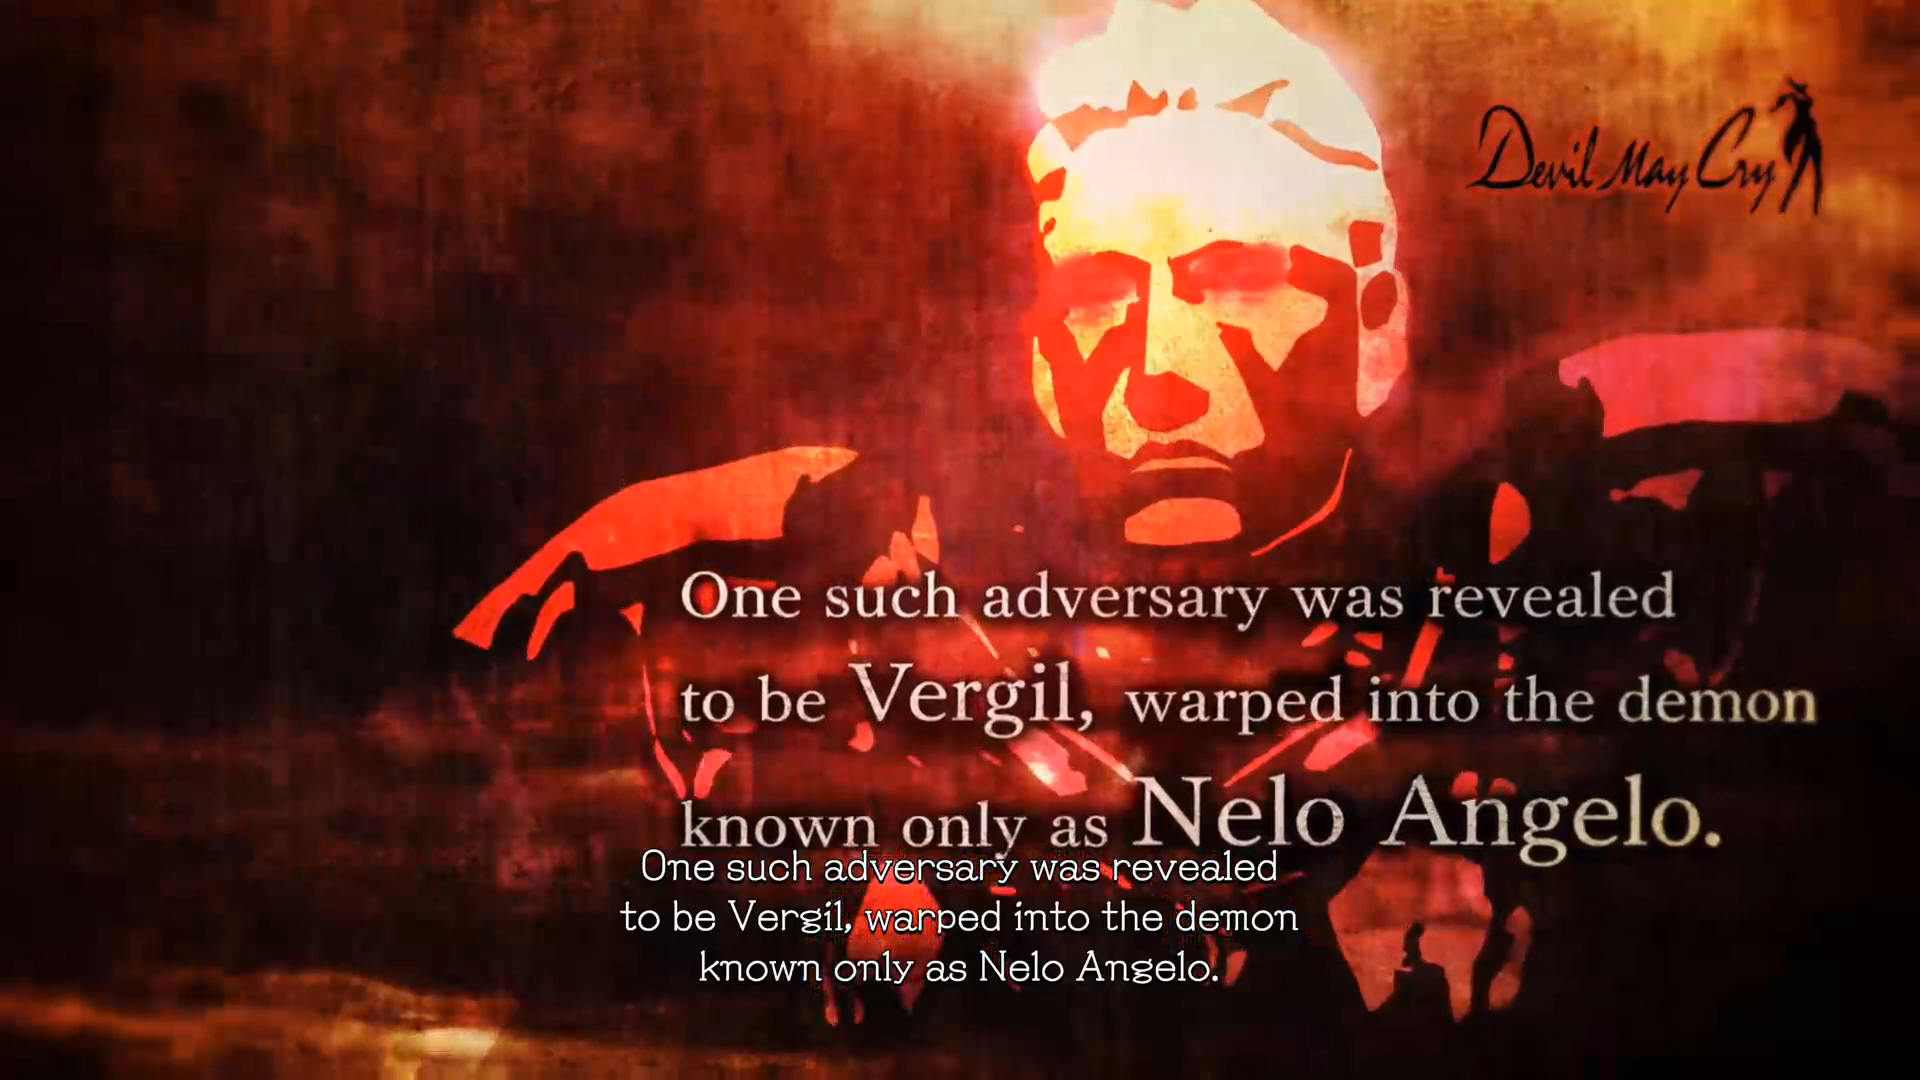 Devil May Cry
One such adversary was revealed
to be Vergil, warped into the demon
known only as Nelo Angelo.
One such adversary was revealed
to be Vergil, warped into the demon
known only as Nelo Angelo.